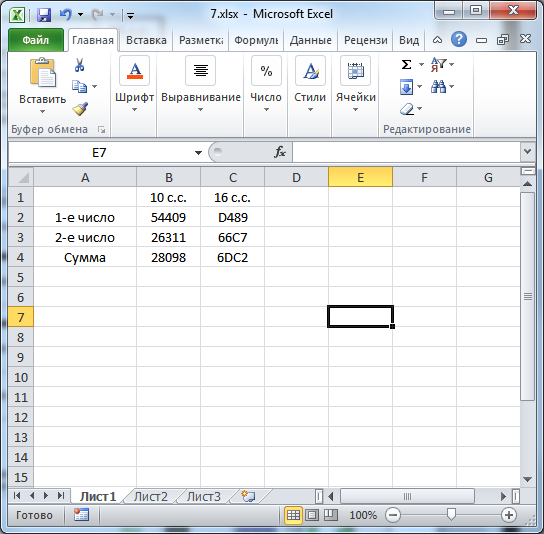 7.xlsx - Microsoft Excel
Файл Главная Вставка Разметка Формулы Данные Рецензи Вид
Вставить Шрифт Выравнивание Число Стили Ячейки
Буфер обмена Редактирование
E7 fx
A B C D E F G
1 10 с.с. 16 с.с.
2 1-е число 54409 D489
3 2-е число 26311 66C7
4 Сумма 28098 6DC2
5
6
7
8
9
10
11
12
13
14
15
Лист1 Лист2 Лист3
Готово 100%